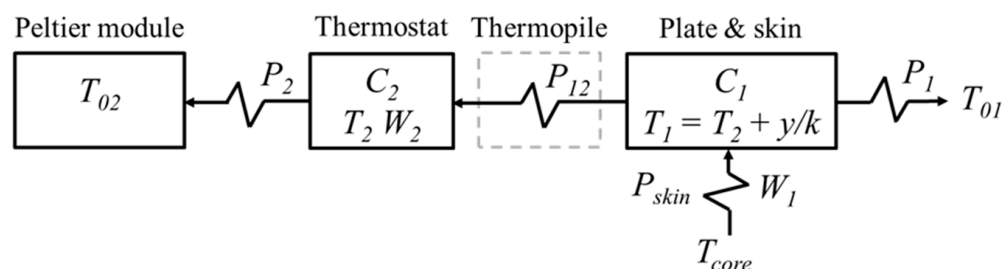 Peltier module Thermostat Thermopile Plate & skin
T02 P2 C2 P12 C1 P1 T01
T2 W2 T1 = T2 + y/k
Pskin W1
Tcore